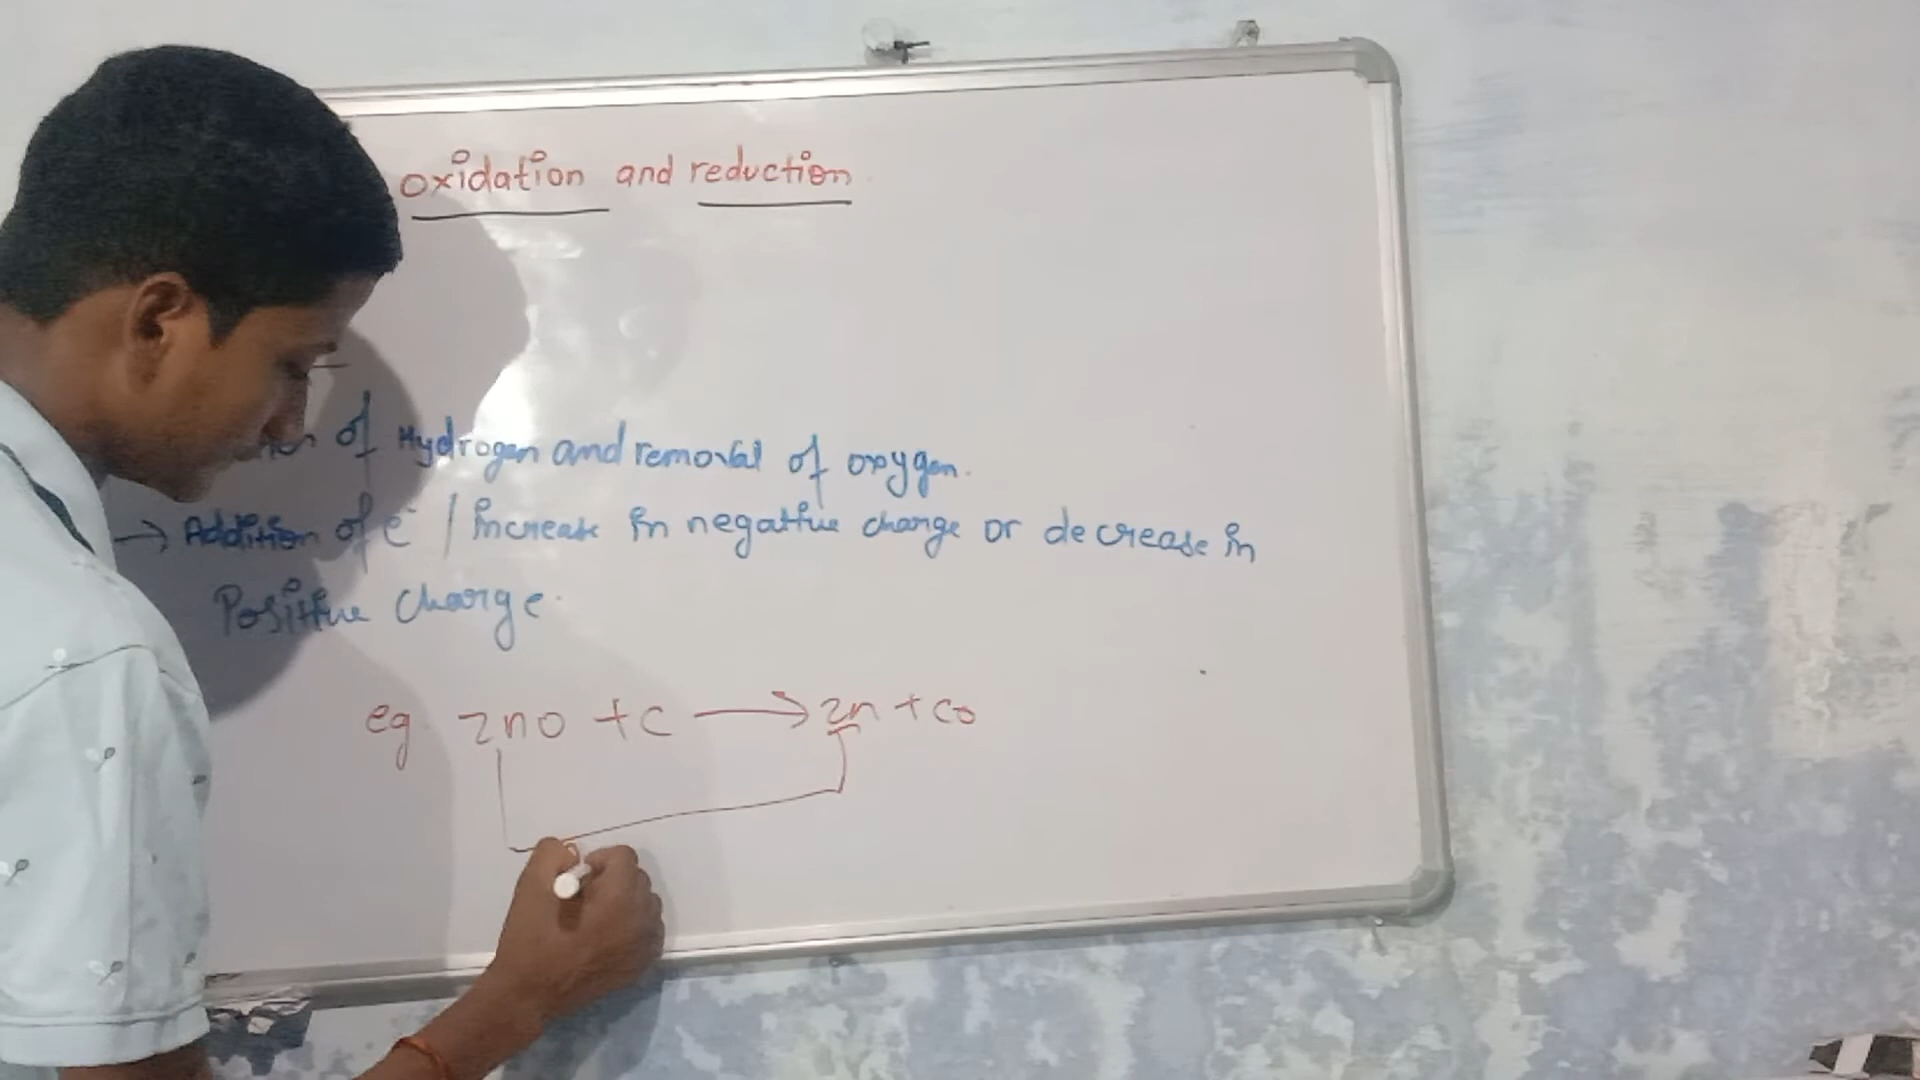 oxidation and reduction
of Hydrogen and removal of oxygen.
→ Addition of e⁻ / increase in negative charge or decrease in
Positive charge.
eg. ZnO + C ⟶ Zn + CO